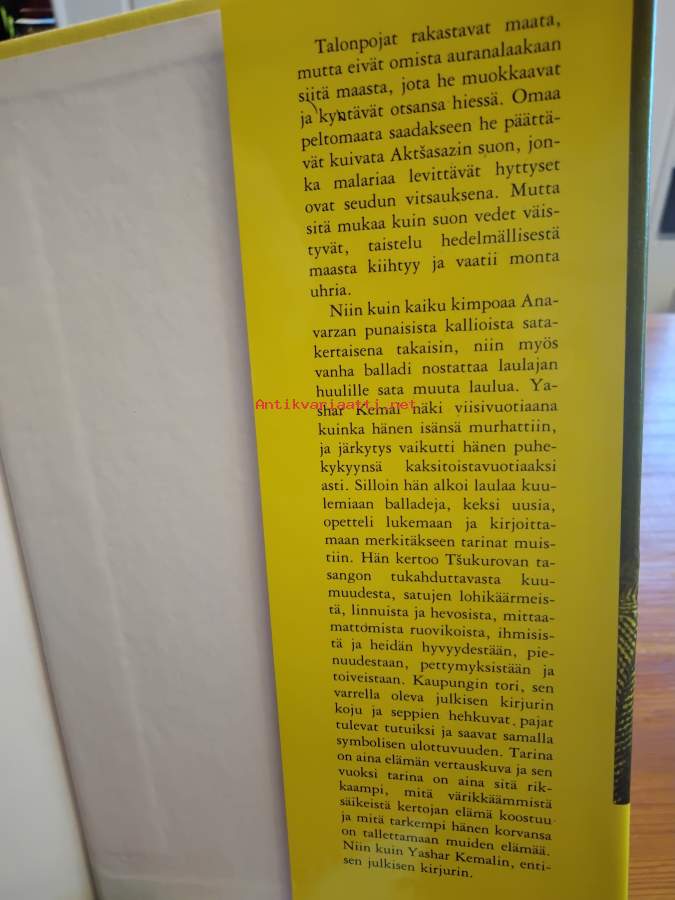 Talonpojat rakastavat maata,
mutta eivät omista auranalaakaan
siitä maasta, jota he muokkaavat
ja kyntävät otsansa hiessä. Omaa
peltomaata saadakseen he päättä-
vät kuivata Aktšasazin suon, jon-
ka malariaa levittävät hyttyset
ovat seudun vitsauksena. Mutta
sitä mukaa kuin suon vedet väis-
tyvät, taistelu hedelmällisestä
maasta kiihtyy ja vaatii monta
uhria.
Niin kuin kaiku kimpoaa Ana-
varzan punaisista kallioista sata-
kertaisena takaisin, niin myös
vanha balladi nostattaa laulajan
huulille sata muuta laulua. Ya-
Antikvariaatti.net
shar Kemal näki viisivuotiaana
kuinka hänen isänsä murhattiin,
ja järkytys vaikutti hänen puhe-
kykyynsä kaksitoistavuotiaaksi
asti. Silloin hän alkoi laulaa kuu-
lemiaan balladeja, keksi uusia,
opetteli lukemaan ja kirjoitta-
maan merkitäkseen tarinat muis-
tiin. Hän kertoo Tšukurovan ta-
sangon tukahduttavasta kuu-
muudesta, satujen lohikäärmeis-
tä, linnuista ja hevosista, mittaa-
mattomista ruovikoista, ihmisis-
tä ja heidän hyvyydestään, pie-
nuudestaan, pettymyksistään ja
toiveistaan. Kaupungin tori, sen
varrella oleva julkisen kirjurin
koju ja seppien hehkuvat pajat
tulevat tutuiksi ja saavat samalla
symbolisen ulottuvuuden. Tarina
on aina elämän vertauskuva ja sen
vuoksi tarina on aina sitä rik-
kaampi, mitä värikkäämmistä
säikeistä kertojan elämä koostuu
ja mitä tarkempi hänen korvansa
on tallettamaan muiden elämää.
Niin kuin Yashar Kemalin, enti-
sen julkisen kirjurin.